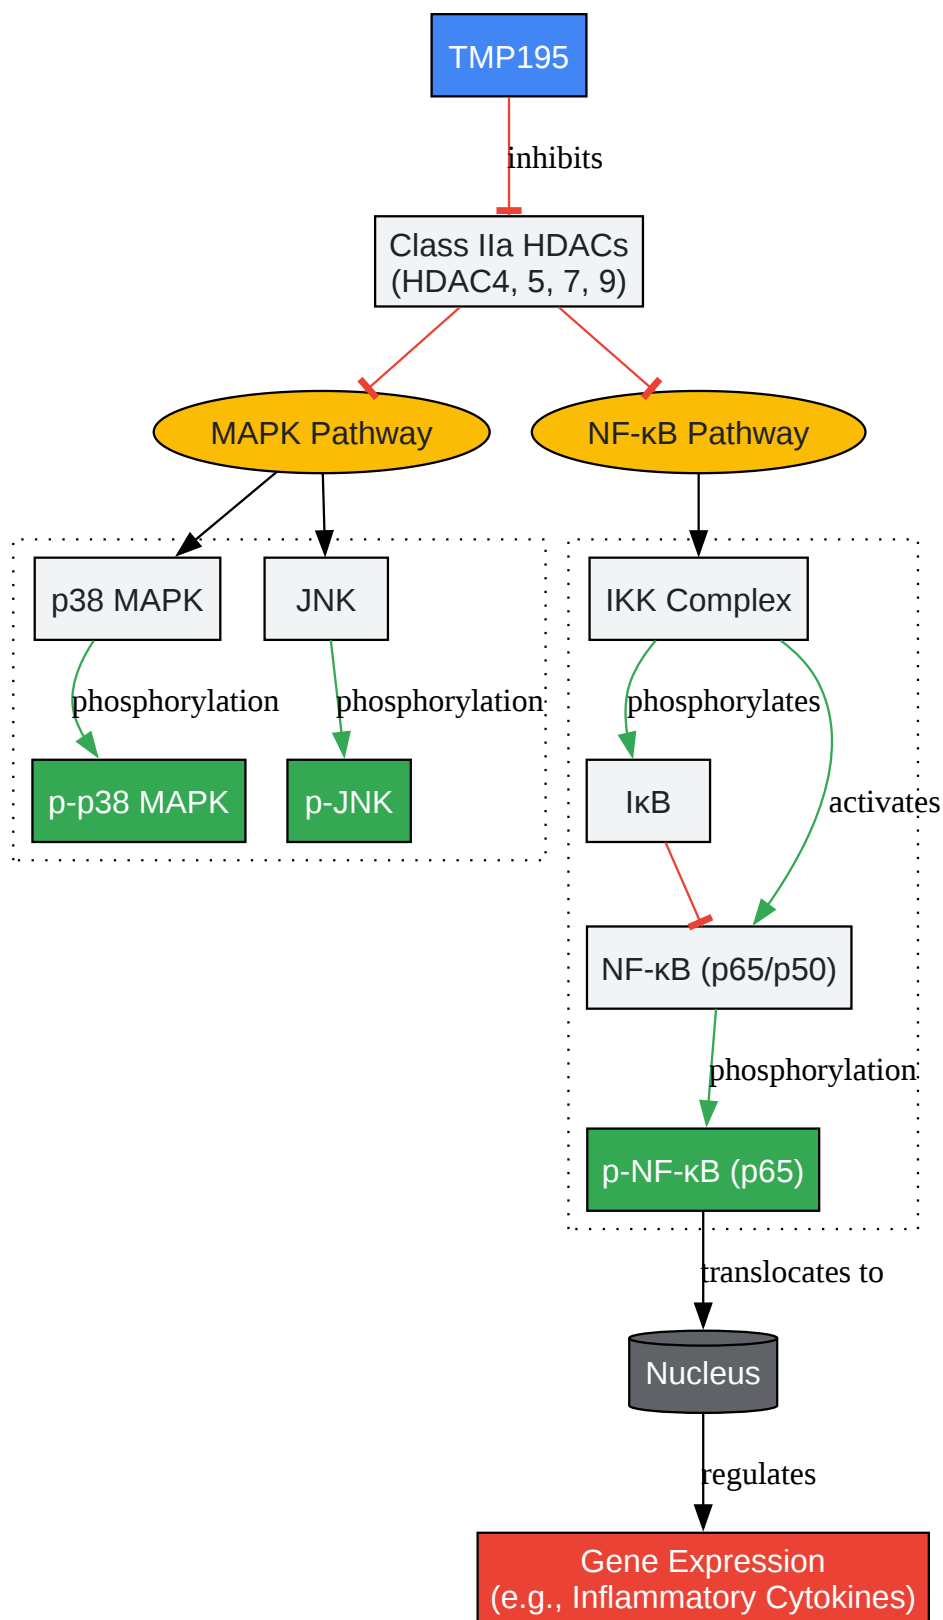 TMP195
inhibits
Class IIa HDACs
(HDAC4, 5, 7, 9)
MAPK Pathway
NF-κB Pathway
p38 MAPK
JNK
IKK Complex
phosphorylation
phosphorylation
phosphorylates
p-p38 MAPK
p-JNK
IκB
activates
NF-κB (p65/p50)
phosphorylation
p-NF-κB (p65)
translocates to
Nucleus
regulates
Gene Expression
(e.g., Inflammatory Cytokines)